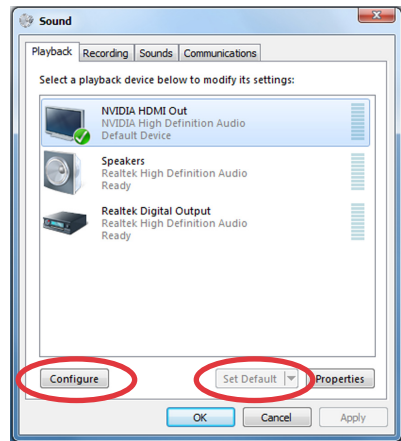 Sound
Playback Recording Sounds Communications
Select a playback device below to modify its settings:
NVIDIA HDMI Out
NVIDIA High Definition Audio
Default Device
Speakers
Realtek High Definition Audio
Ready
Realtek Digital Output
Realtek High Definition Audio
Ready
Configure Set Default Properties
OK Cancel Apply